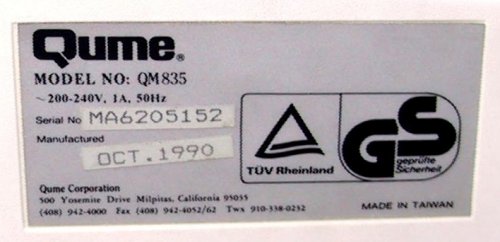 Qume®
MODEL NO: QM835
~200-240V, 1A, 50Hz
Serial No MA6205152
Manufactured
OCT.1990
TÜV Rheinland
GS
geprüfte
Sicherheit
Qume Corporation
500 Yosemite Drive Milpitas, California 95035
(408) 942-4000 Fax (408) 942-4052/62 Twx 910-338-0232
MADE IN TAIWAN